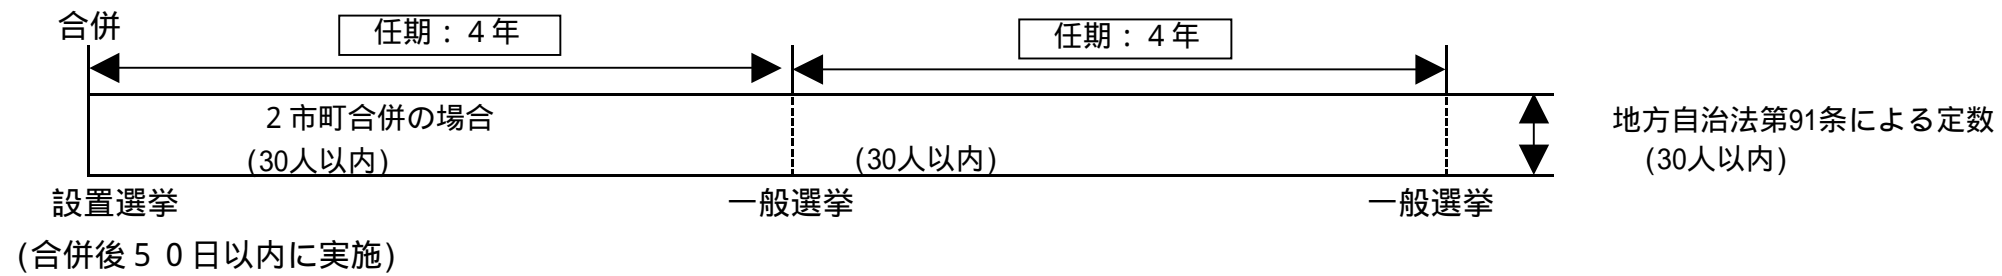 合併
任期：４年
任期：４年
２市町合併の場合
(30人以内)
(30人以内)
地方自治法第91条による定数
(30人以内)
設置選挙
一般選挙
一般選挙
(合併後５０日以内に実施)